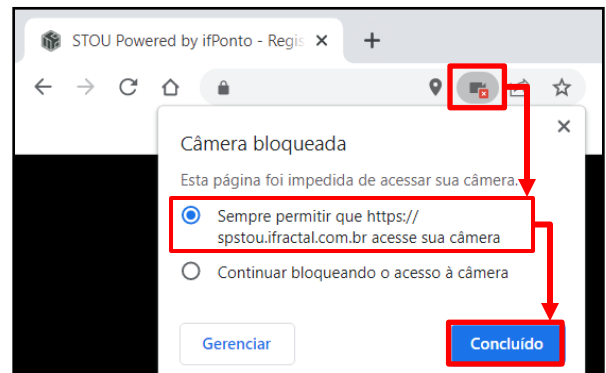 STOU Powered by ifPonto - Regis
Câmera bloqueada
Esta página foi impedida de acessar sua câmera.
Sempre permitir que https://
spstou.ifractal.com.br acesse sua câmera
Continuar bloqueando o acesso à câmera
Gerenciar
Concluído